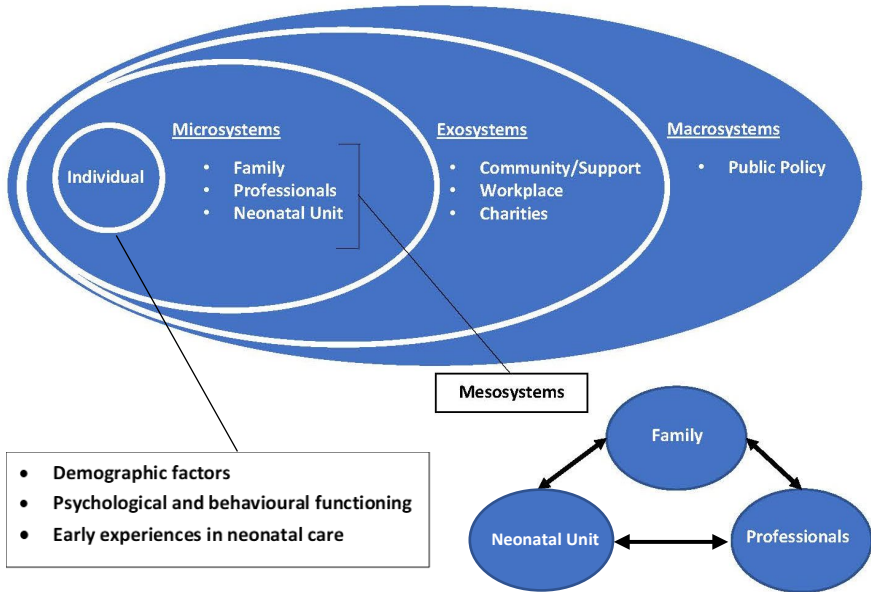 Individual
Microsystems
• Family
• Professionals
• Neonatal Unit
Exosystems
• Community/Support
• Workplace
• Charities
Macrosystems
• Public Policy
Mesosystems
• Demographic factors
• Psychological and behavioural functioning
• Early experiences in neonatal care
Family
Neonatal Unit
Professionals